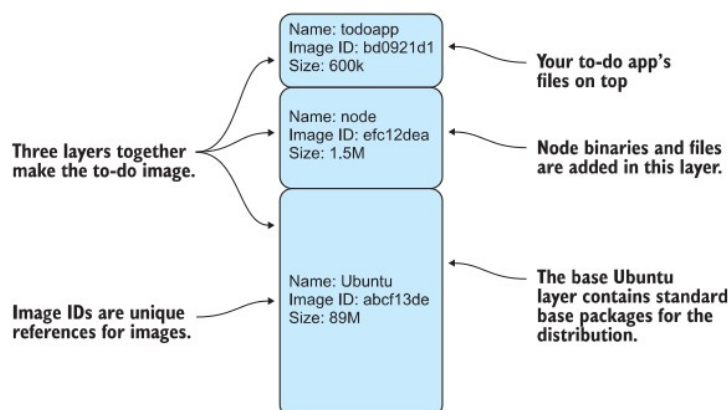 Name: todoapp
Image ID: bd0921d1
Size: 600k
Your to-do app's
files on top
Three layers together
make the to-do image.
Name: node
Image ID: efc12dea
Size: 1.5M
Node binaries and files
are added in this layer.
Name: Ubuntu
Image ID: abcf13de
Size: 89M
Image IDs are unique
references for images.
The base Ubuntu
layer contains standard
base packages for the
distribution.